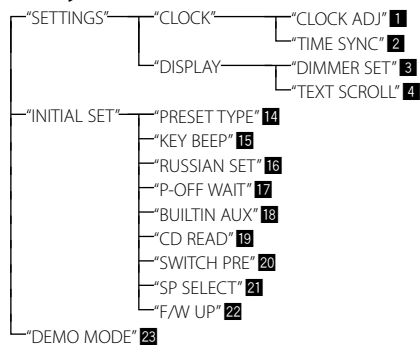 “SETTINGS” “CLOCK” “CLOCK ADJ” 1
“TIME SYNC” 2
“DISPLAY “DIMMER SET” 3
“TEXT SCROLL” 4
“INITIAL SET” “PRESET TYPE” 14
“KEY BEEP” 15
“RUSSIAN SET” 16
“P-OFF WAIT” 17
“BUILTIN AUX” 18
“CD READ” 19
“SWITCH PRE” 20
“SP SELECT” 21
“F/W UP” 22
“DEMO MODE” 23